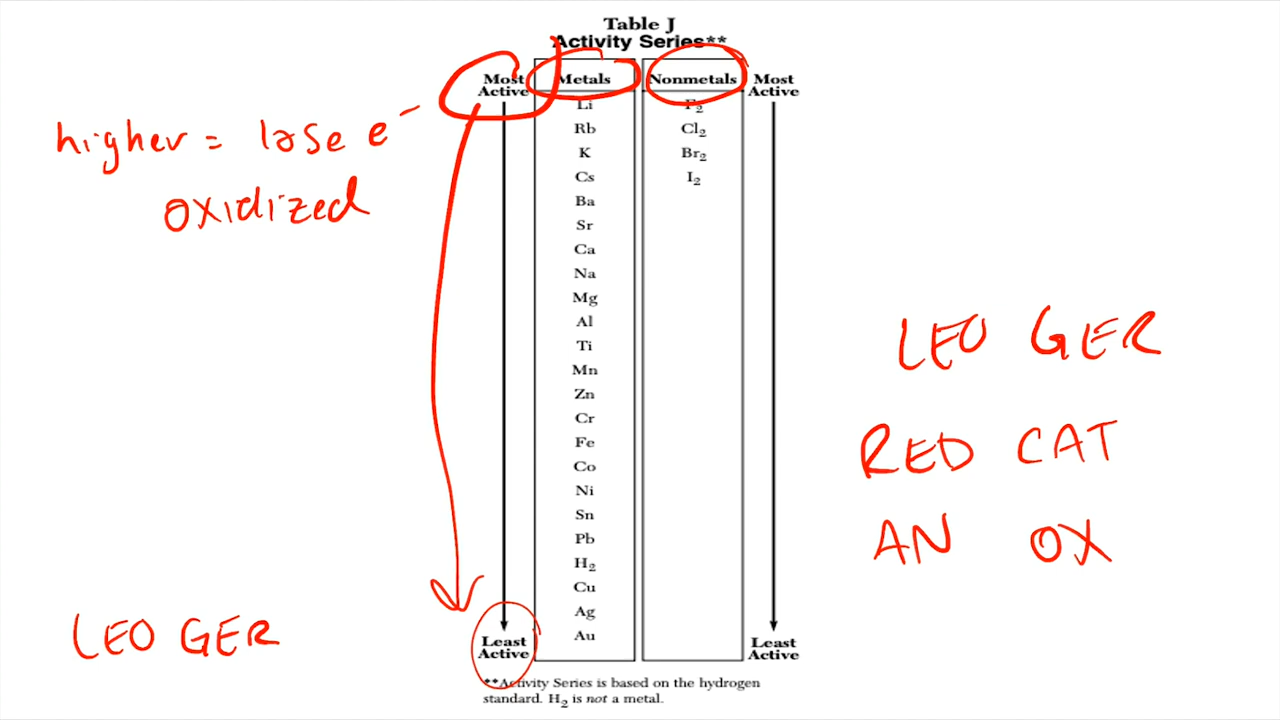 Table J
Activity Series**
Most Active
Metals
Nonmetals
Most Active
Li
F₂
Rb
Cl₂
K
Br₂
Cs
I₂
Ba
Sr
Ca
Na
Mg
Al
Ti
Mn
Zn
Cr
Fe
Co
Ni
Sn
Pb
H₂
Cu
Ag
Au
Least Active
Least Active
**Activity Series is based on the hydrogen
standard. H₂ is not a metal.
higher = lose e⁻
oxidized
LEO GER
RED CAT
AN OX
LEO GER